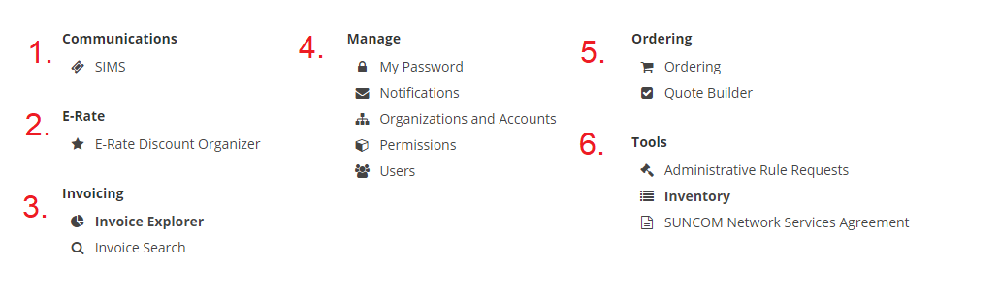 1. Communications
SIMS
2. E-Rate
E-Rate Discount Organizer
3. Invoicing
Invoice Explorer
Invoice Search
4. Manage
My Password
Notifications
Organizations and Accounts
Permissions
Users
5. Ordering
Ordering
Quote Builder
6. Tools
Administrative Rule Requests
Inventory
SUNCOM Network Services Agreement